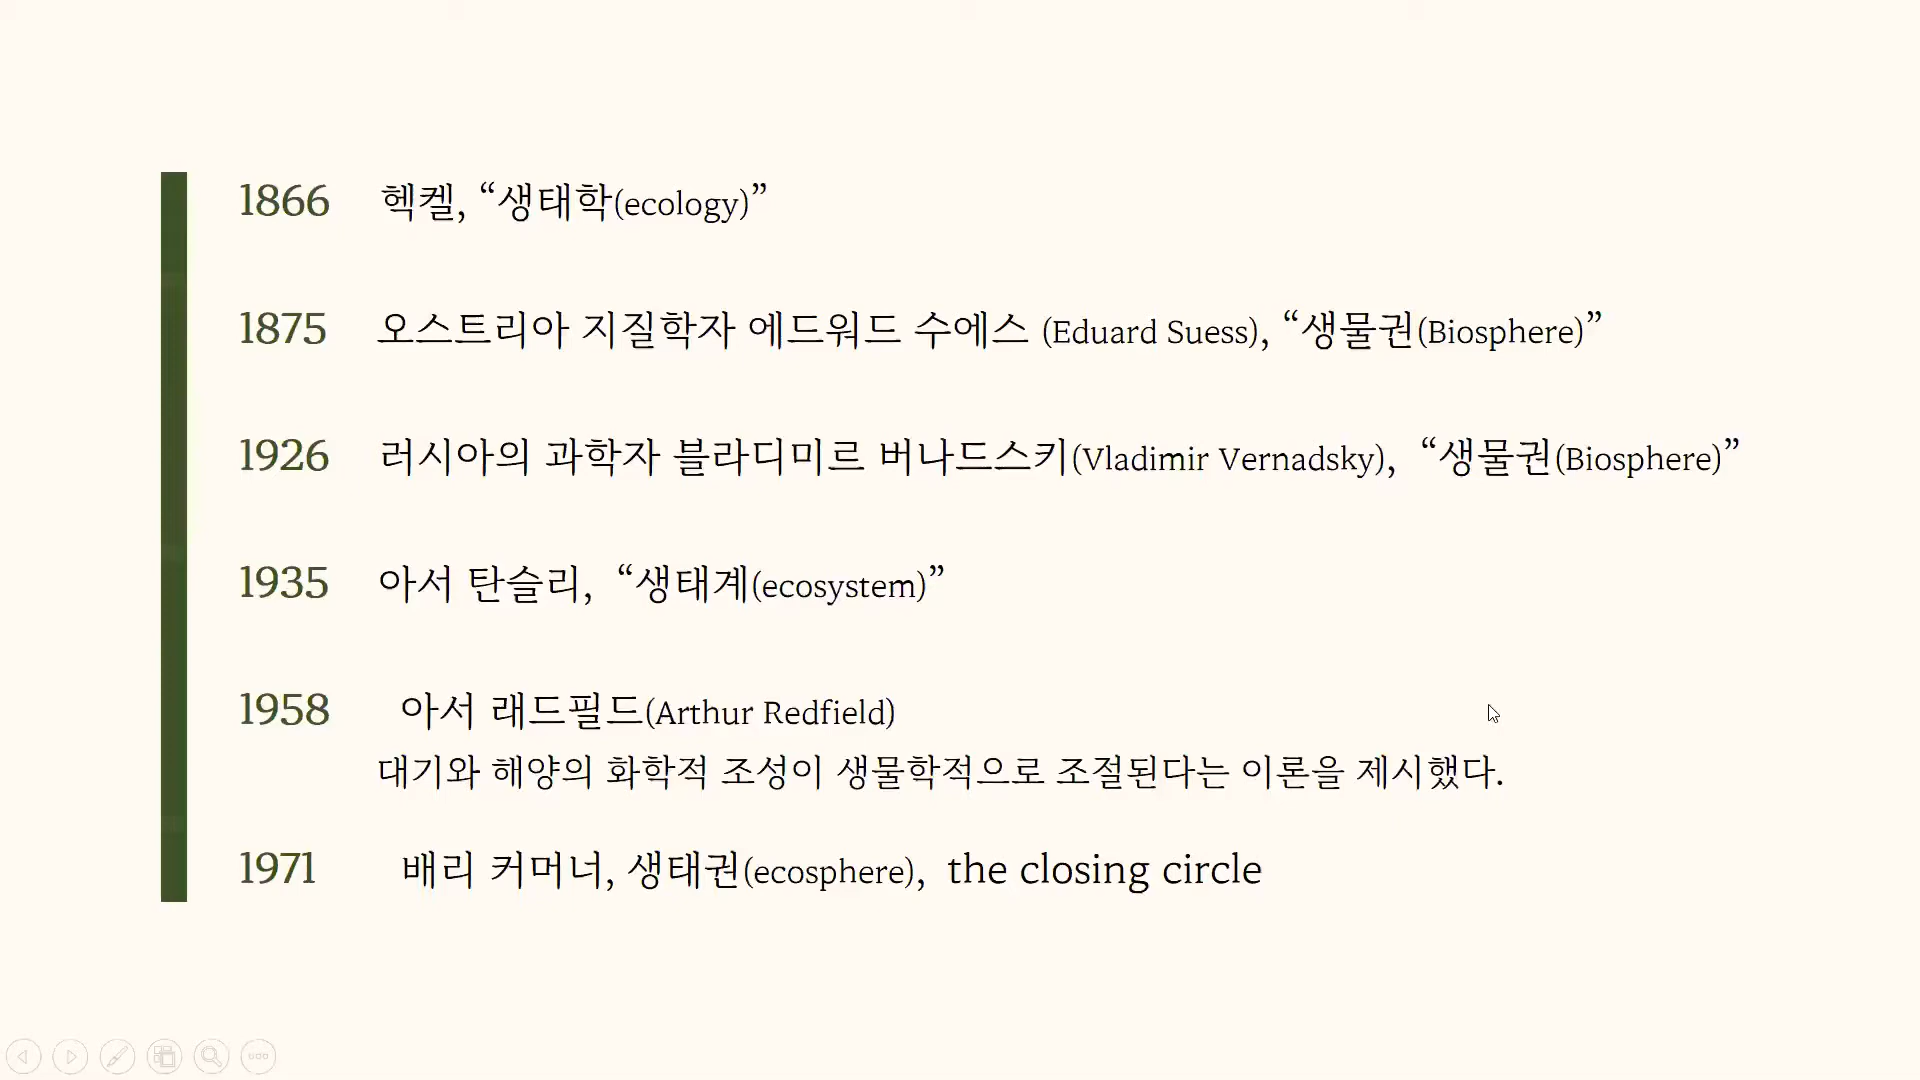 1866 헥켈, “생태학(ecology)”
1875 오스트리아 지질학자 에드워드 수에스 (Eduard Suess), “생물권(Biosphere)”
1926 러시아의 과학자 블라디미르 버나드스키(Vladimir Vernadsky), “생물권(Biosphere)”
1935 아서 탄슬리, “생태계(ecosystem)”
1958 아서 래드필드(Arthur Redfield)
대기와 해양의 화학적 조성이 생물학적으로 조절된다는 이론을 제시했다.
1971 배리 커머너, 생태권(ecosphere), the closing circle